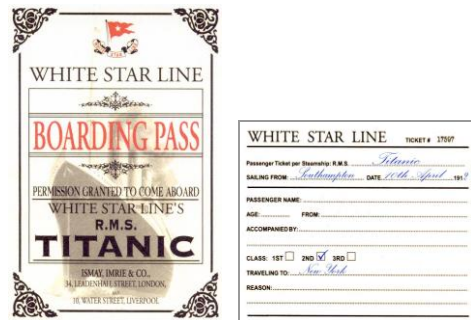 WHITE STAR LINE
BOARDING PASS
PERMISSION GRANTED TO COME ABOARD
WHITE STAR LINE'S
R.M.S.
TITANIC
ISMAY, IMRIE & CO.,
34, LEADENHALL STREET, LONDON,
10, WATER STREET, LIVERPOOL
WHITE STAR LINE TICKET # 17597
Passenger Ticket per Steamship: R.M.S. Titanic
SAILING FROM: Southampton DATE 10th April 1912
PASSENGER NAME:
AGE: FROM:
ACCOMPANIED BY:
CLASS: 1ST 2ND 3RD
TRAVELING TO: New York
REASON: